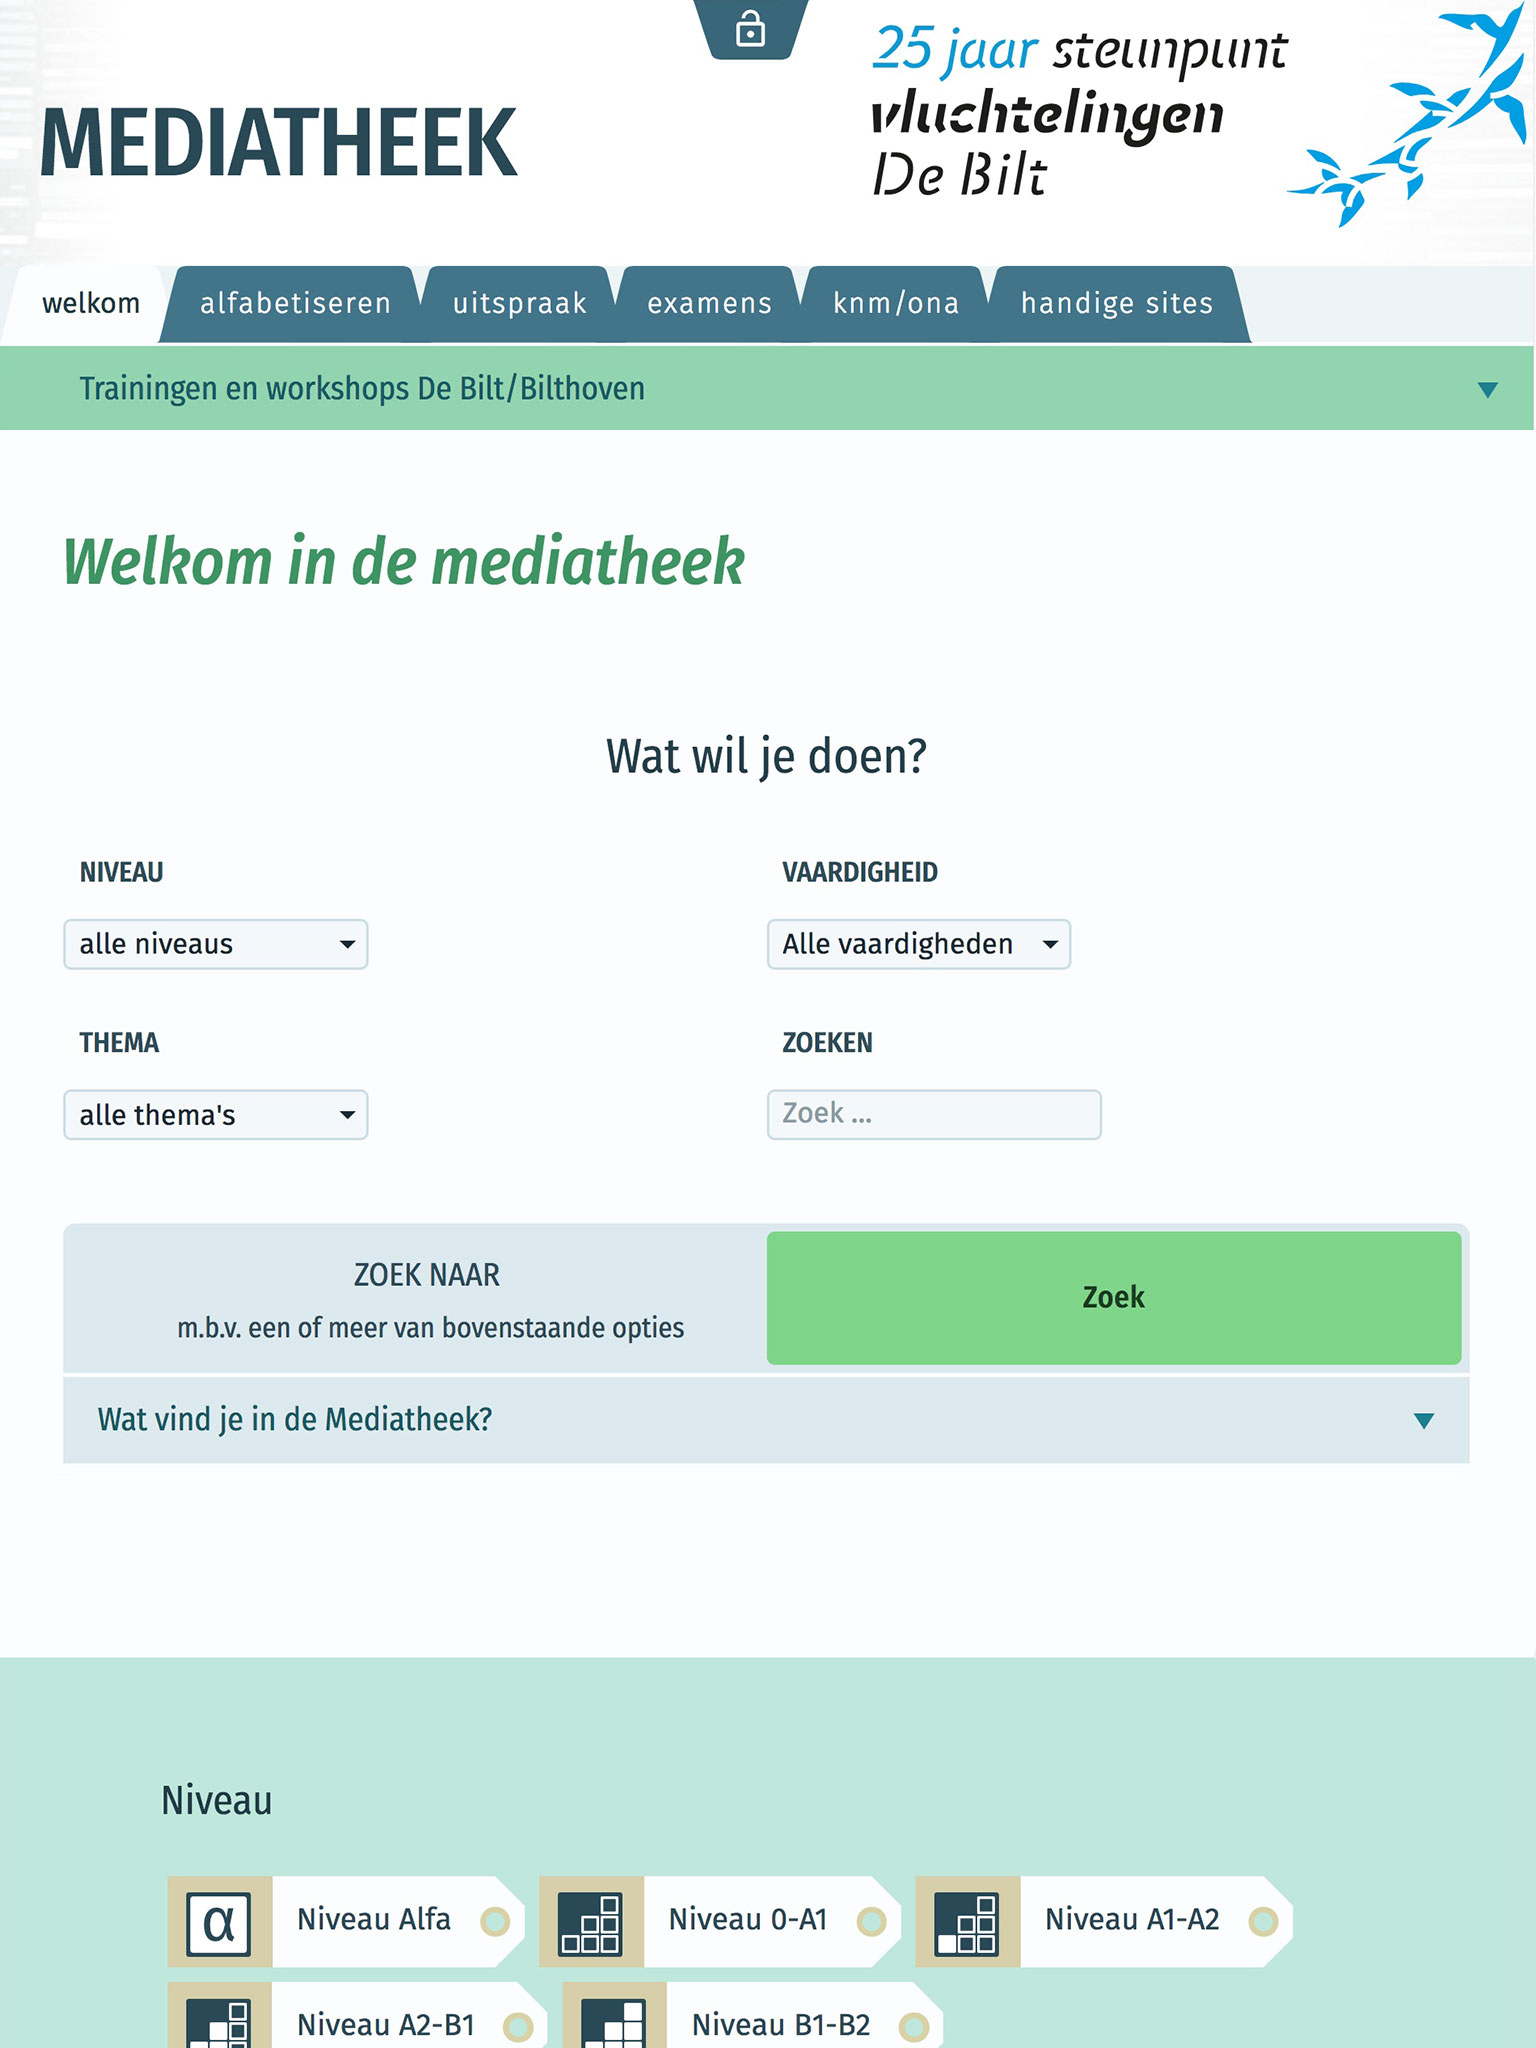 25 jaar steunpunt
vluchtelingen
De Bilt
MEDIATHEEK
welkom
alfabetiseren
uitspraak
examens
knm/ona
handige sites
Trainingen en workshops De Bilt/Bilthoven
Welkom in de mediatheek
Wat wil je doen?
NIVEAU
alle niveaus
VAARDIGHEID
Alle vaardigheden
THEMA
alle thema's
ZOEKEN
Zoek ...
ZOEK NAAR
m.b.v. een of meer van bovenstaande opties
Zoek
Wat vind je in de Mediatheek?
Niveau
α
Niveau Alfa
Niveau 0-A1
Niveau A1-A2
Niveau A2-B1
Niveau B1-B2